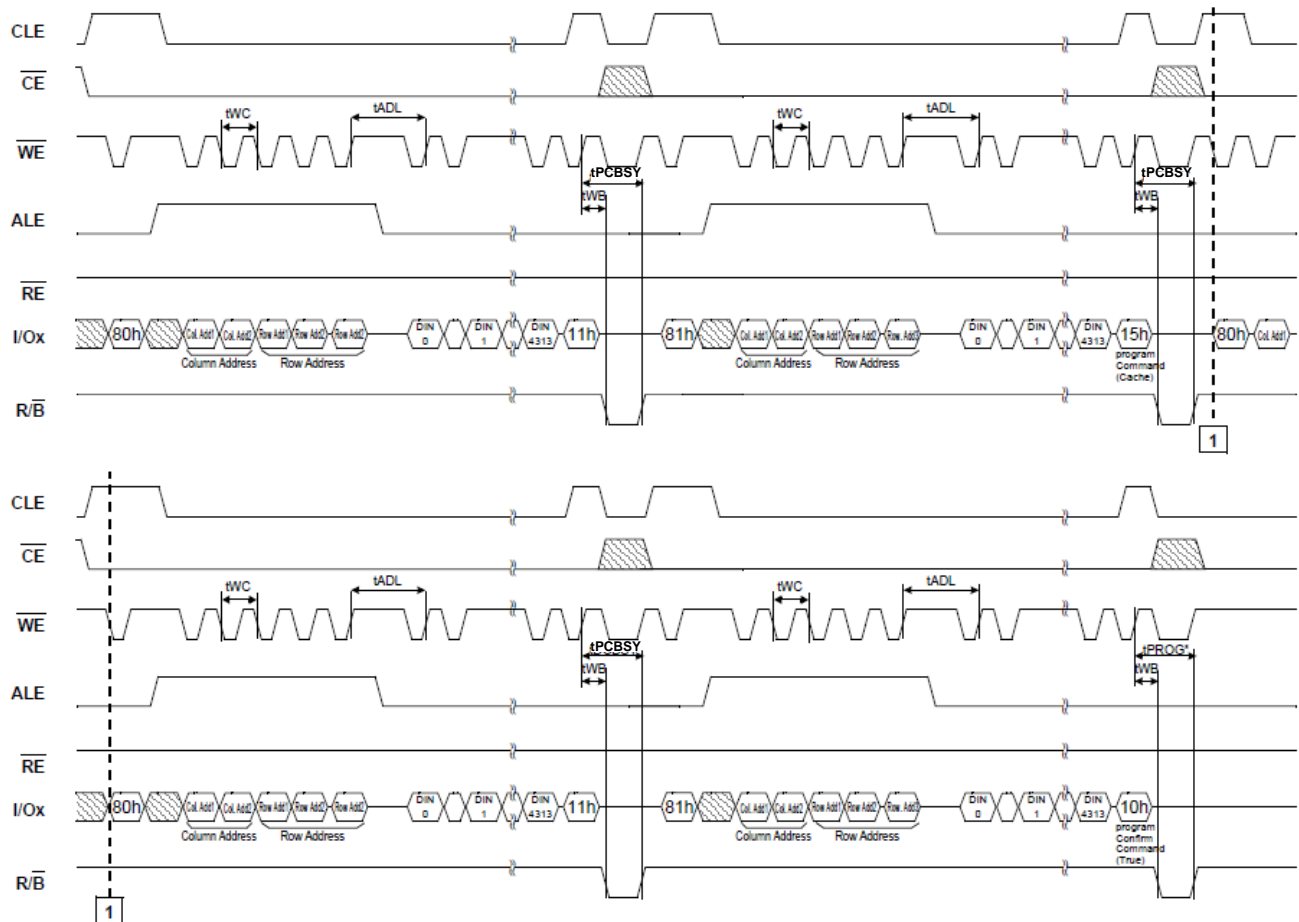 CLE
CE
tWC tADL tWC tADL
WE
tPCBSY tPCBSY
tWB tWB
ALE
RE
I/Ox 80h Col. Add1 Col. Add2 Row Add1 Row Add2 Row Add2 DIN 0 DIN 1 DIN 4313 11h 81h Col. Add1 Col. Add2 Row Add1 Row Add2 Row. Add3 DIN 0 DIN 1 DIN 4313 15h 80h Col. Add1
Column Address Row Address Column Address Row Address
program
Command
(Cache)
R/B
1
CLE
CE
tWC tADL tWC tADL
WE
tPCBSY tPROG*
tWB tWB
ALE
RE
I/Ox 80h Col. Add1 Col. Add2 Row Add1 Row Add2 Row Add2 DIN 0 DIN 1 DIN 4313 11h 81h Col. Add1 Col. Add2 Row Add1 Row Add2 Row. Add3 DIN 0 DIN 1 DIN 4313 10h
Column Address Row Address Column Address Row Address
program
Confirm
Command
(True)
R/B
1